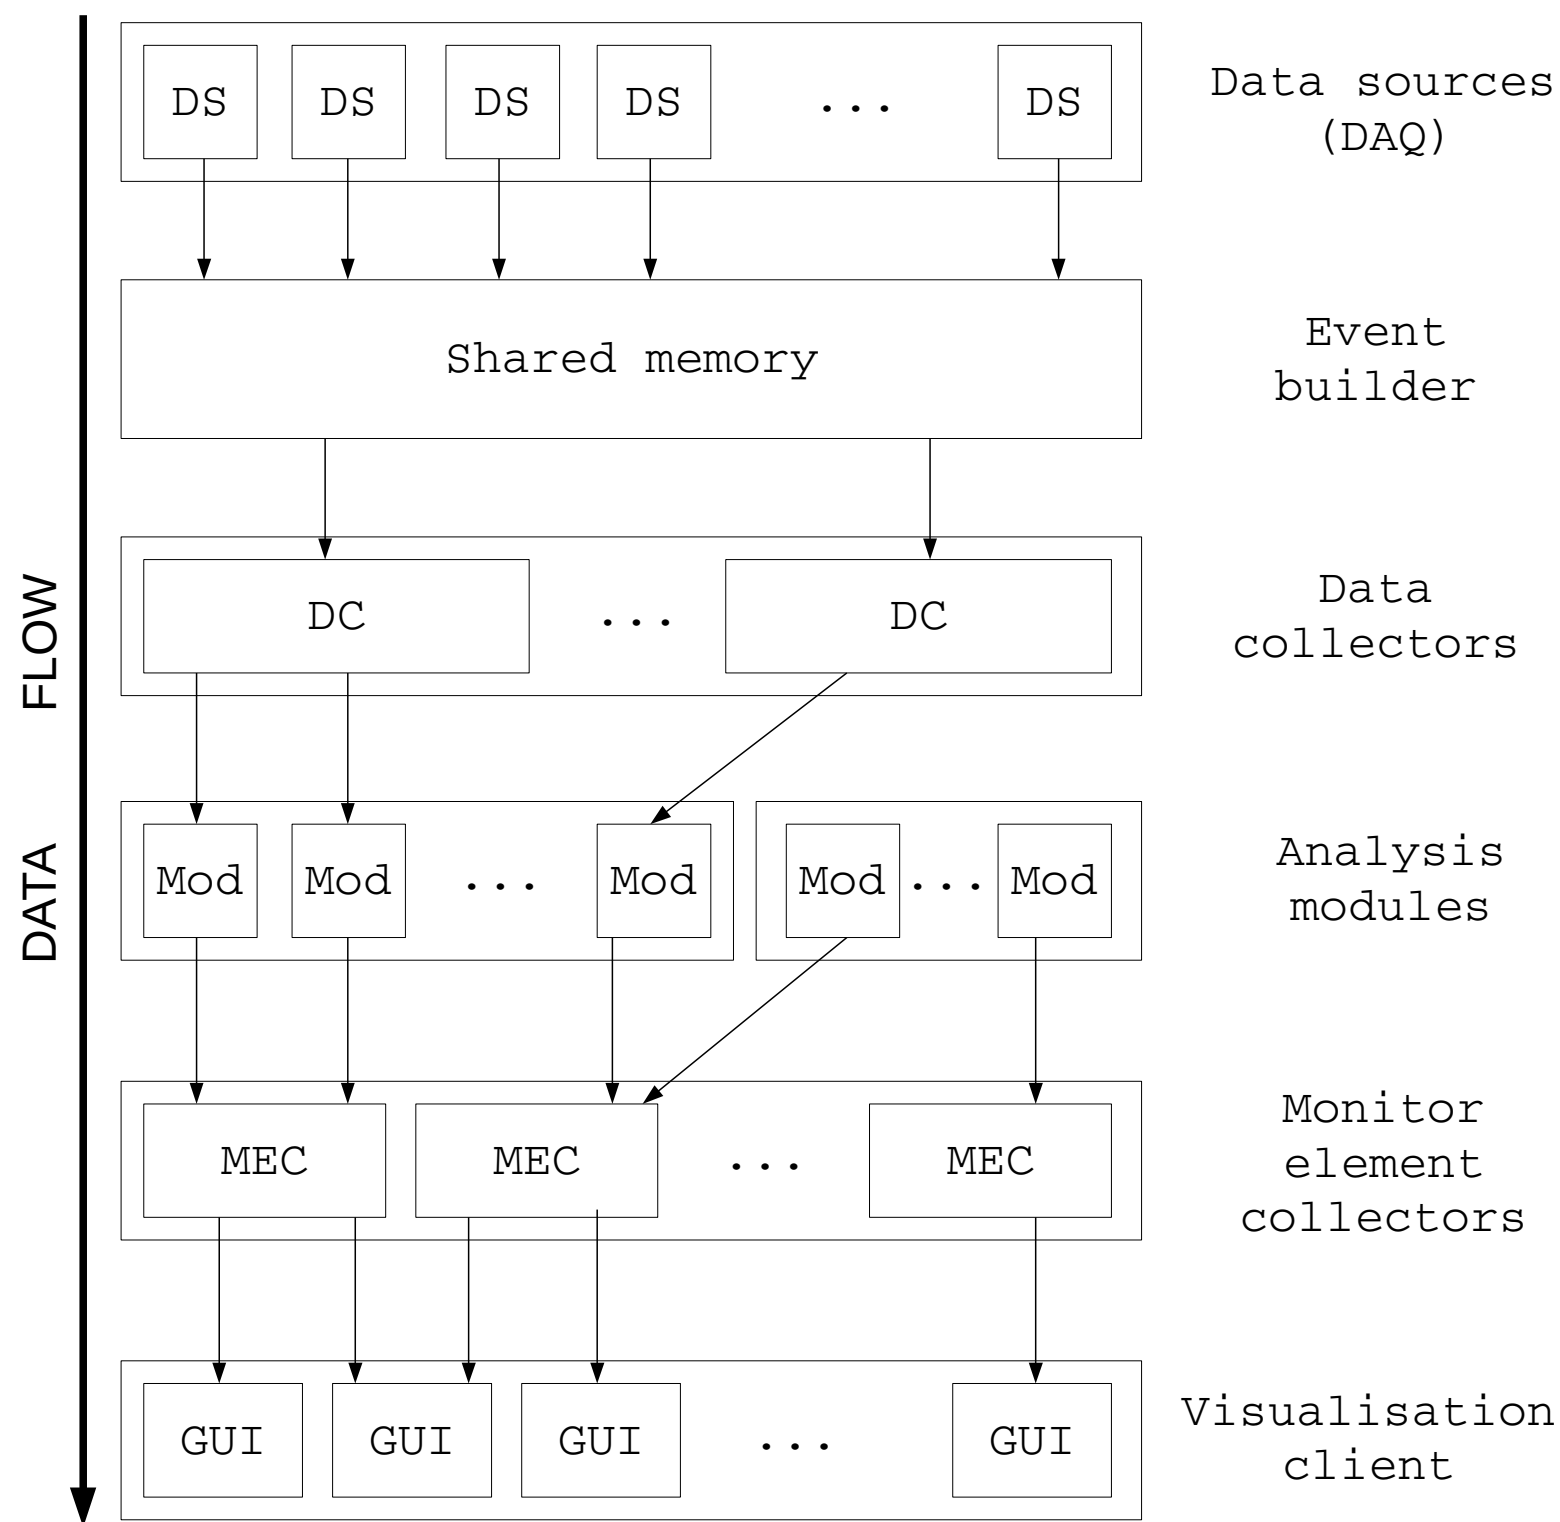 DS DS DS DS ... DS
Data sources
(DAQ)
Shared memory
Event
builder
DC ... DC
Data
collectors
Mod Mod ... Mod Mod ... Mod
Analysis
modules
MEC MEC ... MEC
Monitor
element
collectors
GUI GUI GUI ... GUI
Visualisation
client
DATA FLOW